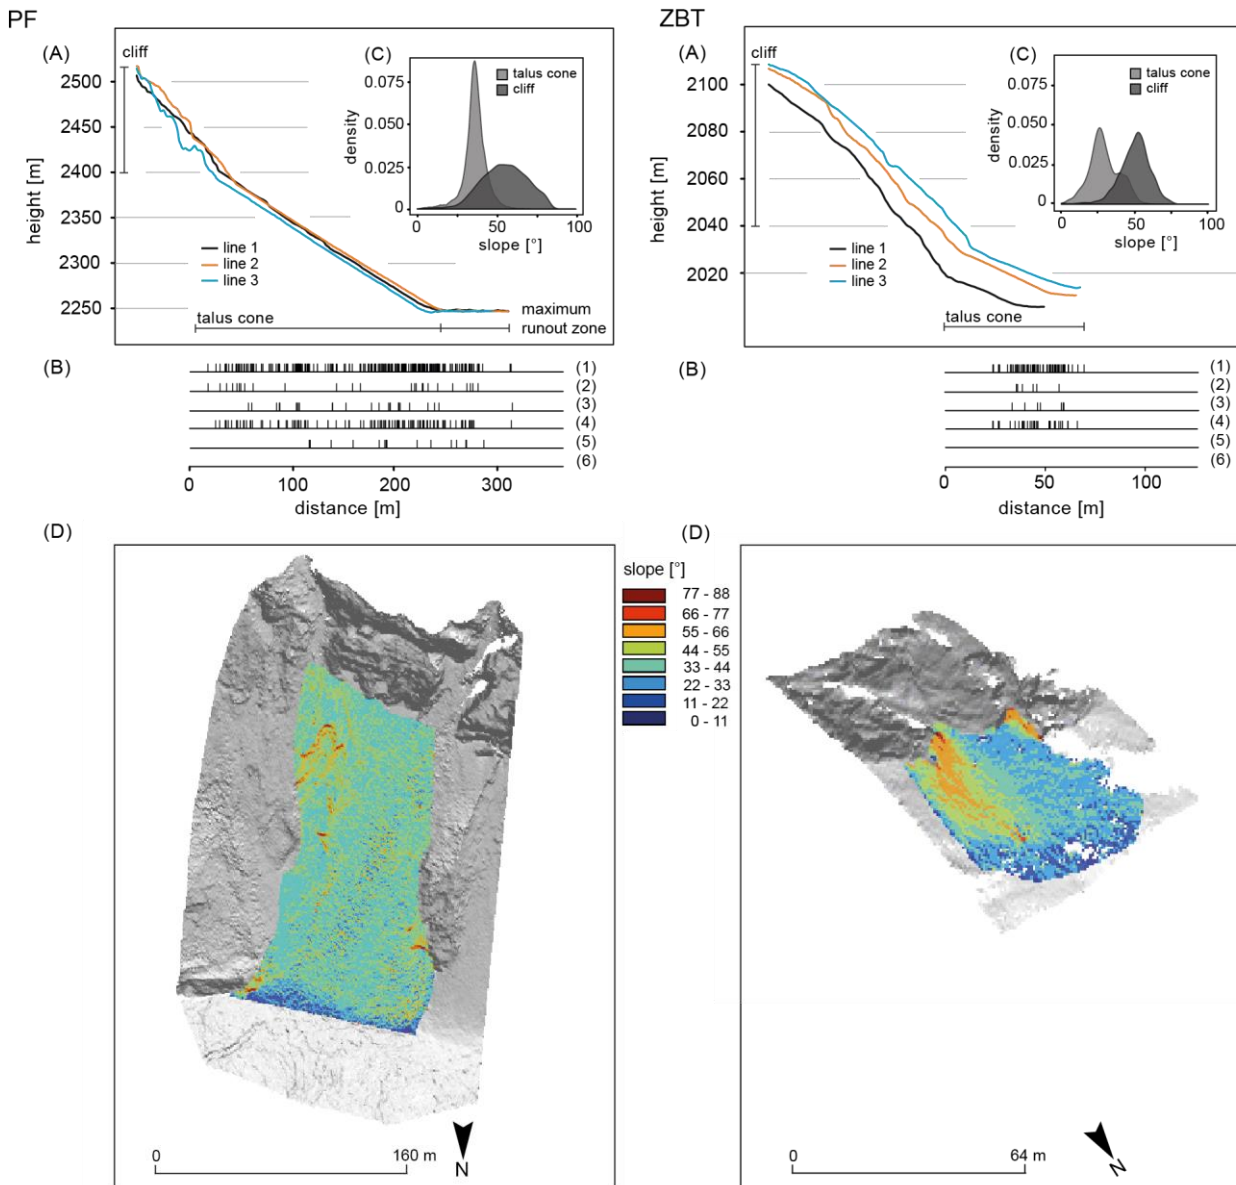 PF
(A)
cliff
2500
2450
2400
2350
2300
2250
height [m]
(C)
0.075
0.050
0.025
0
density
talus cone
cliff
0
50
100
slope [°]
line 1
line 2
line 3
talus cone
maximum
runout zone
(B)
(1)
(2)
(3)
(4)
(5)
(6)
0
100
200
300
distance [m]
(D)
0
160 m
N
ZBT
(A)
cliff
2100
2080
2060
2040
2020
height [m]
(C)
0.075
0.050
0.025
0
density
talus cone
cliff
0
50
100
slope [°]
line 1
line 2
line 3
talus cone
(B)
(1)
(2)
(3)
(4)
(5)
(6)
0
50
100
distance [m]
(D)
slope [°]
77 - 88
66 - 77
55 - 66
44 - 55
33 - 44
22 - 33
11 - 22
0 - 11
0
64 m
N